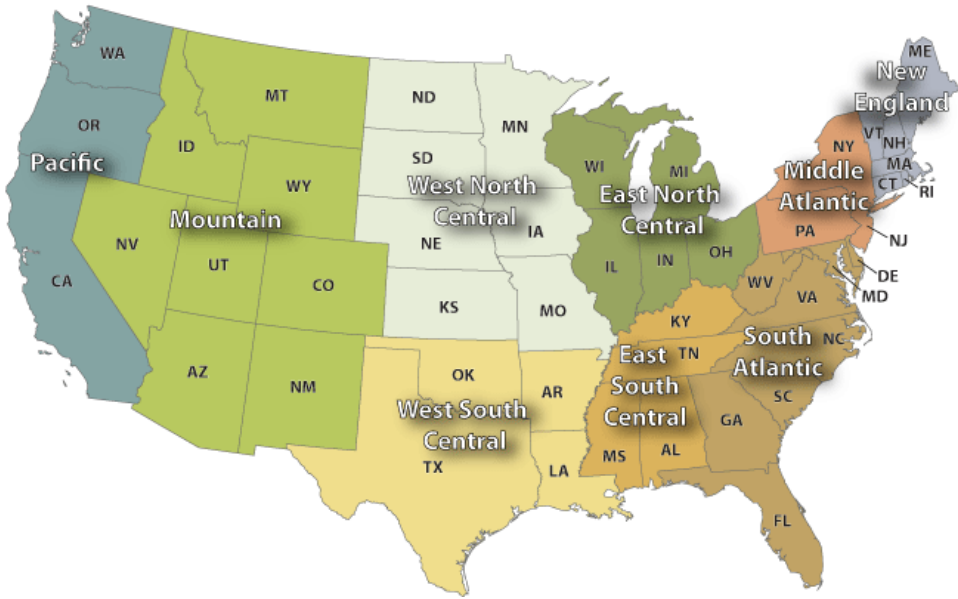 WA
OR
CA
Pacific
MT
ID
WY
NV
UT
CO
AZ
NM
Mountain
ND
SD
MN
NE
IA
KS
MO
West North
Central
OK
AR
TX
LA
West South
Central
WI
MI
IL
IN
OH
East North
Central
KY
TN
MS
AL
East
South
Central
WV
VA
NC
SC
GA
FL
DE
MD
South
Atlantic
NY
PA
NJ
Middle
Atlantic
ME
VT
NH
MA
CT
RI
New
England